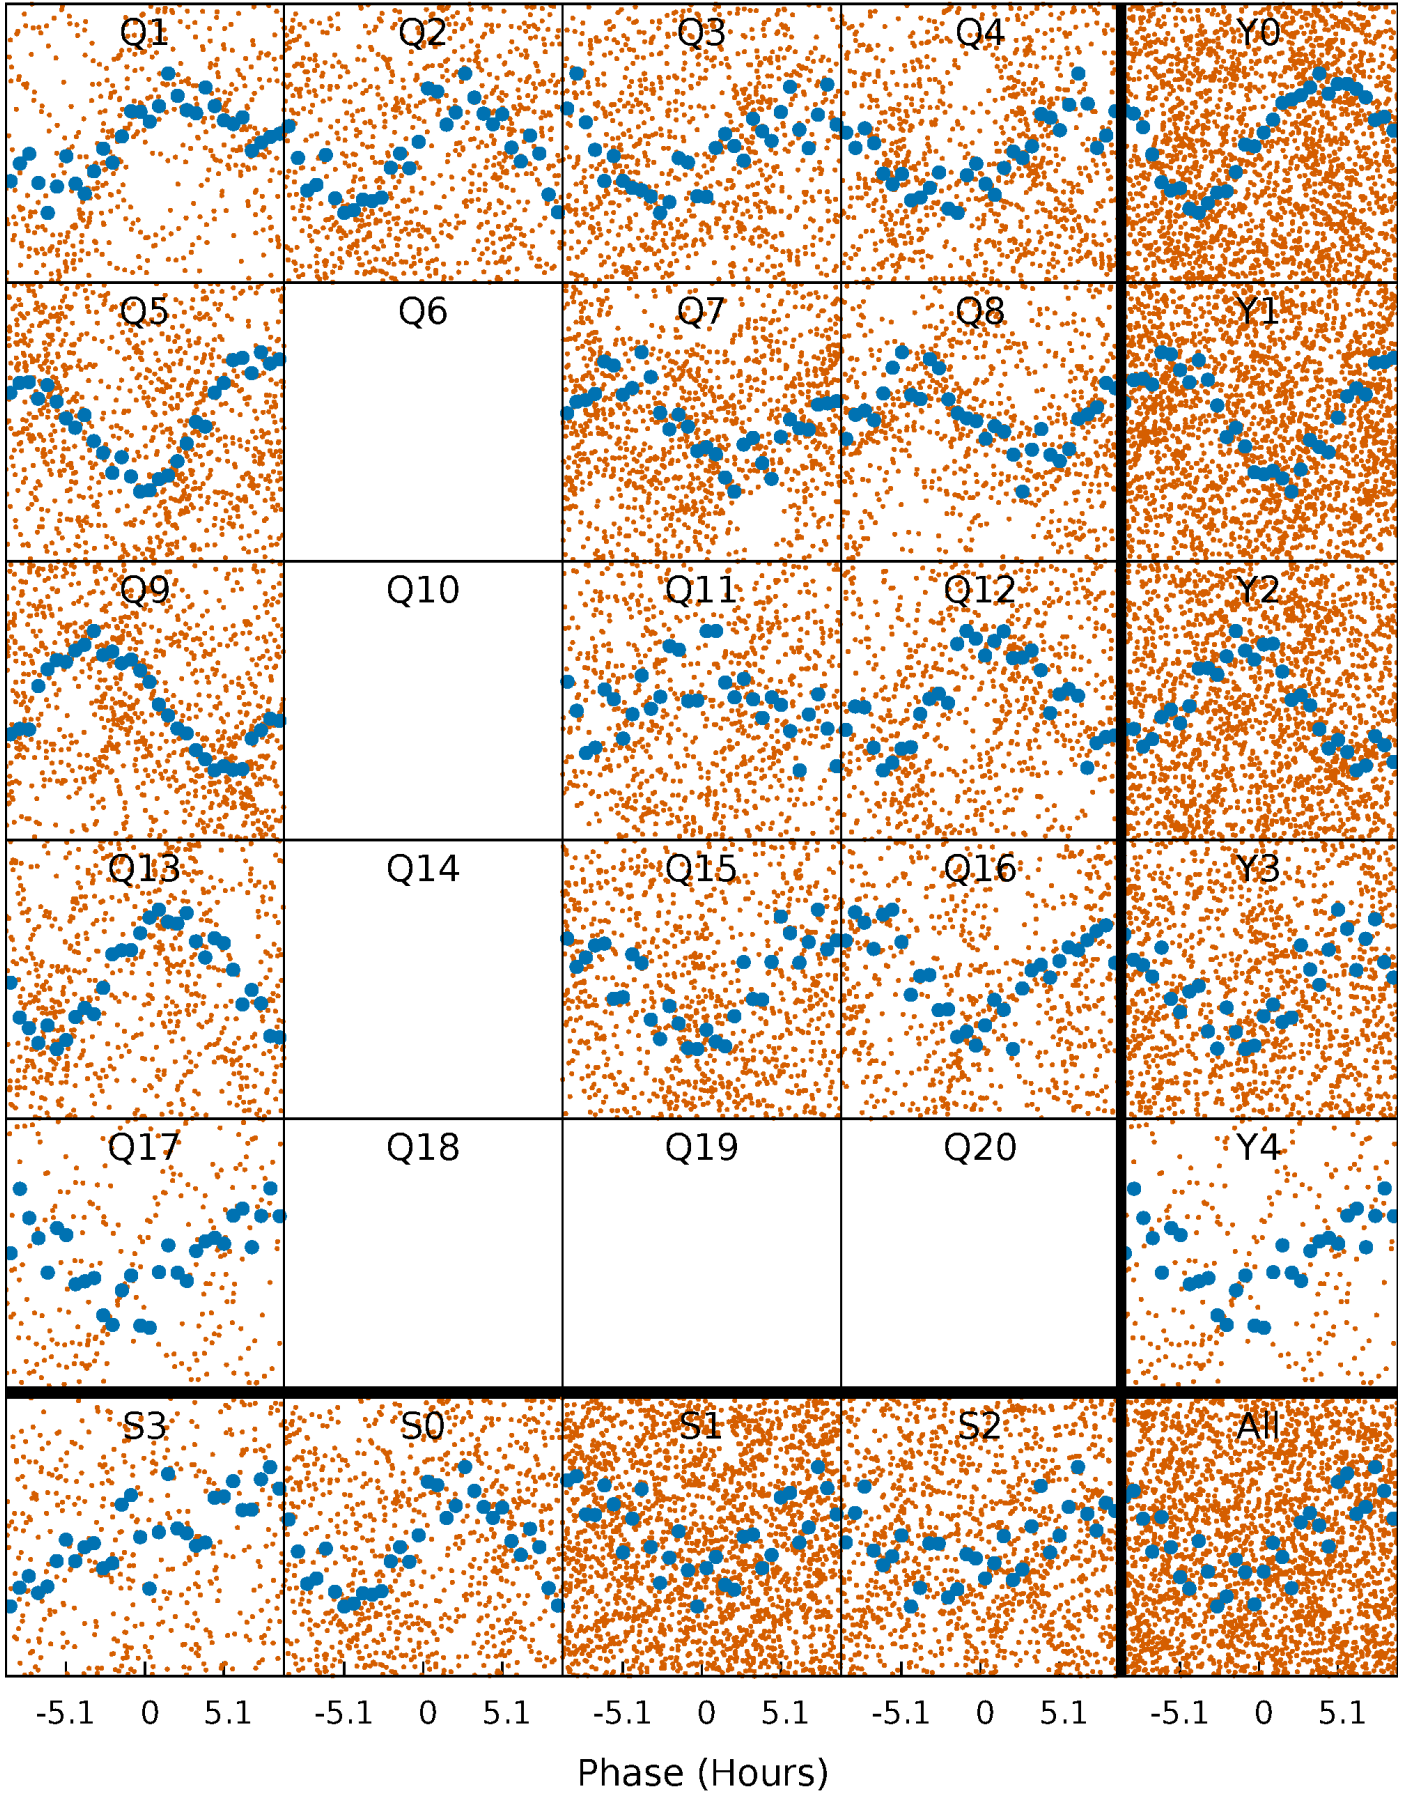 Q1 Q2 Q3 Q4 Y0
Q5 Q6 Q7 Q8 Y1
Q9 Q10 Q11 Q12 Y2
Q13 Q14 Q15 Q16 Y3
Q17 Q18 Q19 Q20 Y4
S3 S0 S1 S2 All
-5.1 0 5.1 -5.1 0 5.1 -5.1 0 5.1 -5.1 0 5.1 -5.1 0 5.1
Phase (Hours)